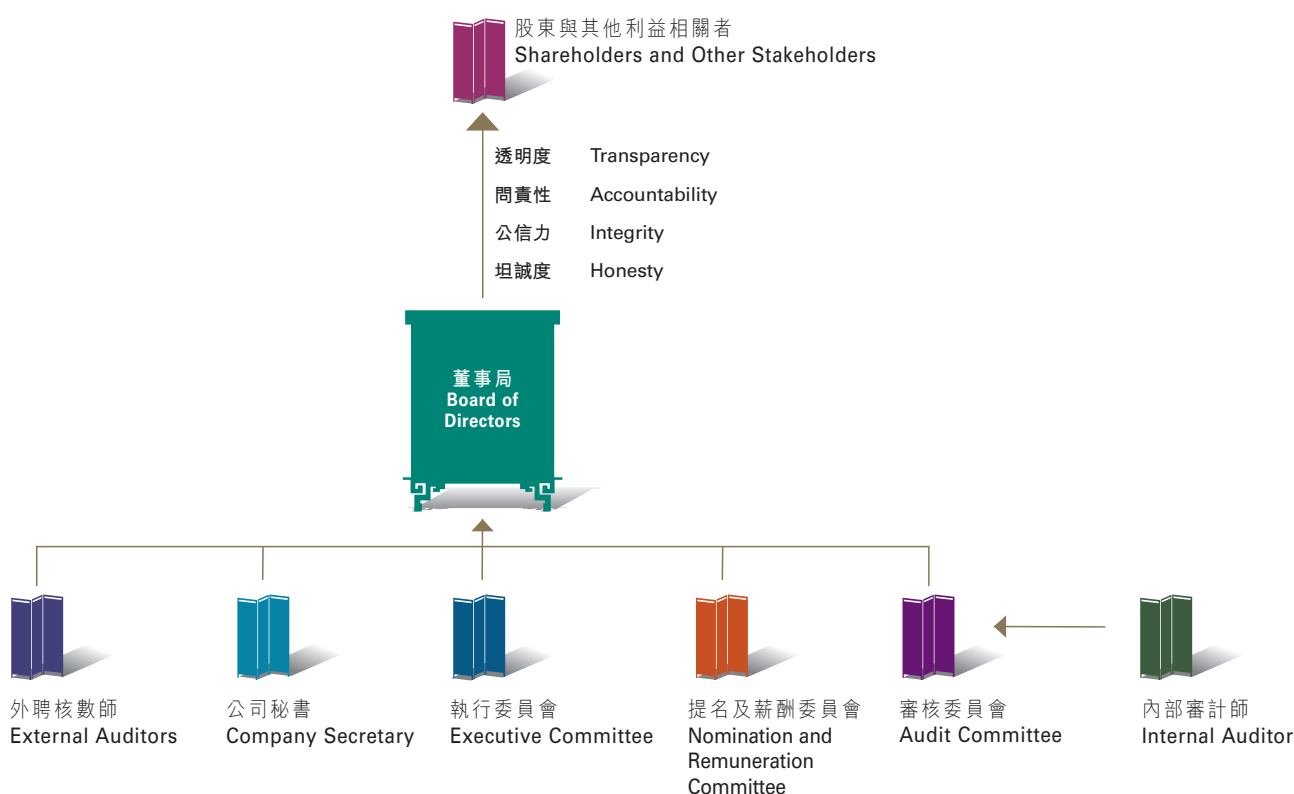 股東與其他利益相關者
Shareholders and Other Stakeholders
透明度 Transparency
問責性 Accountability
公信力 Integrity
坦誠度 Honesty
董事局
Board of
Directors
外聘核數師
External Auditors
公司秘書
Company Secretary
執行委員會
Executive Committee
提名及薪酬委員會
Nomination and
Remuneration
Committee
審核委員會
Audit Committee
內部審計師
Internal Auditor